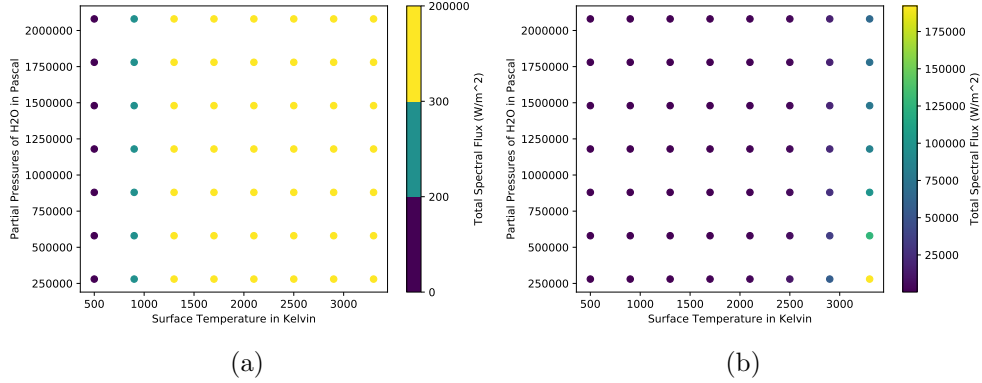 2000000
1750000
1500000
1250000
1000000
750000
500000
250000
Partial Pressures of H2O in Pascal
500 1000 1500 2000 2500 3000
Surface Temperature in Kelvin
200000
300
200
0
Total Spectral Flux (W/m^2)
(a)
2000000
1750000
1500000
1250000
1000000
750000
500000
250000
Partial Pressures of H2O in Pascal
500 1000 1500 2000 2500 3000
Surface Temperature in Kelvin
175000
150000
125000
100000
75000
50000
25000
Total Spectral Flux (W/m^2)
(b)